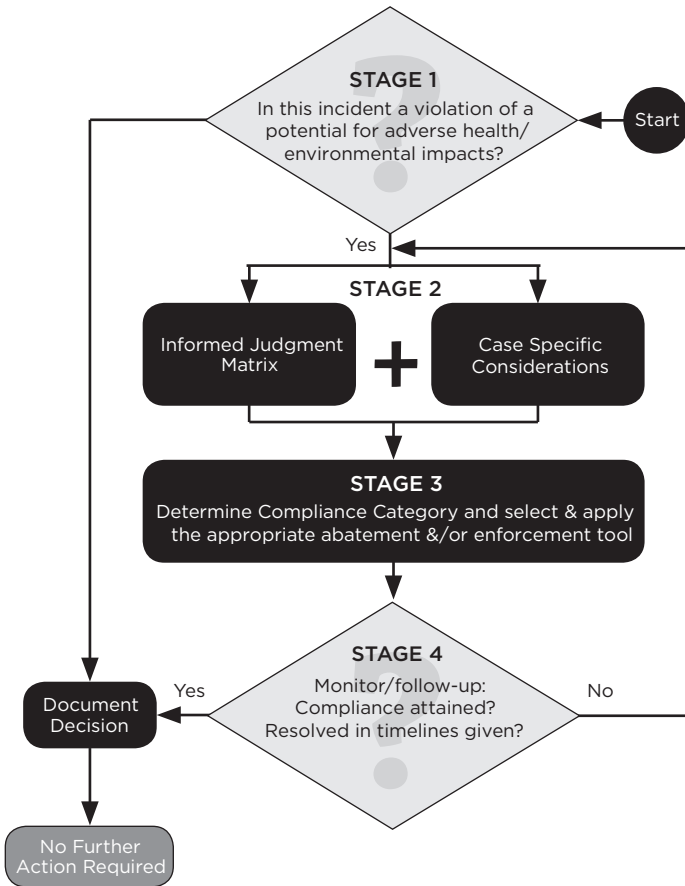 STAGE 1
In this incident a violation of a
potential for adverse health/
environmental impacts?
Start
Yes
STAGE 2
Informed Judgment
Matrix
+
Case Specific
Considerations
STAGE 3
Determine Compliance Category and select & apply
the appropriate abatement &/or enforcement tool
STAGE 4
Monitor/follow-up:
Compliance attained?
Resolved in timelines given?
Yes
No
Document
Decision
No Further
Action Required